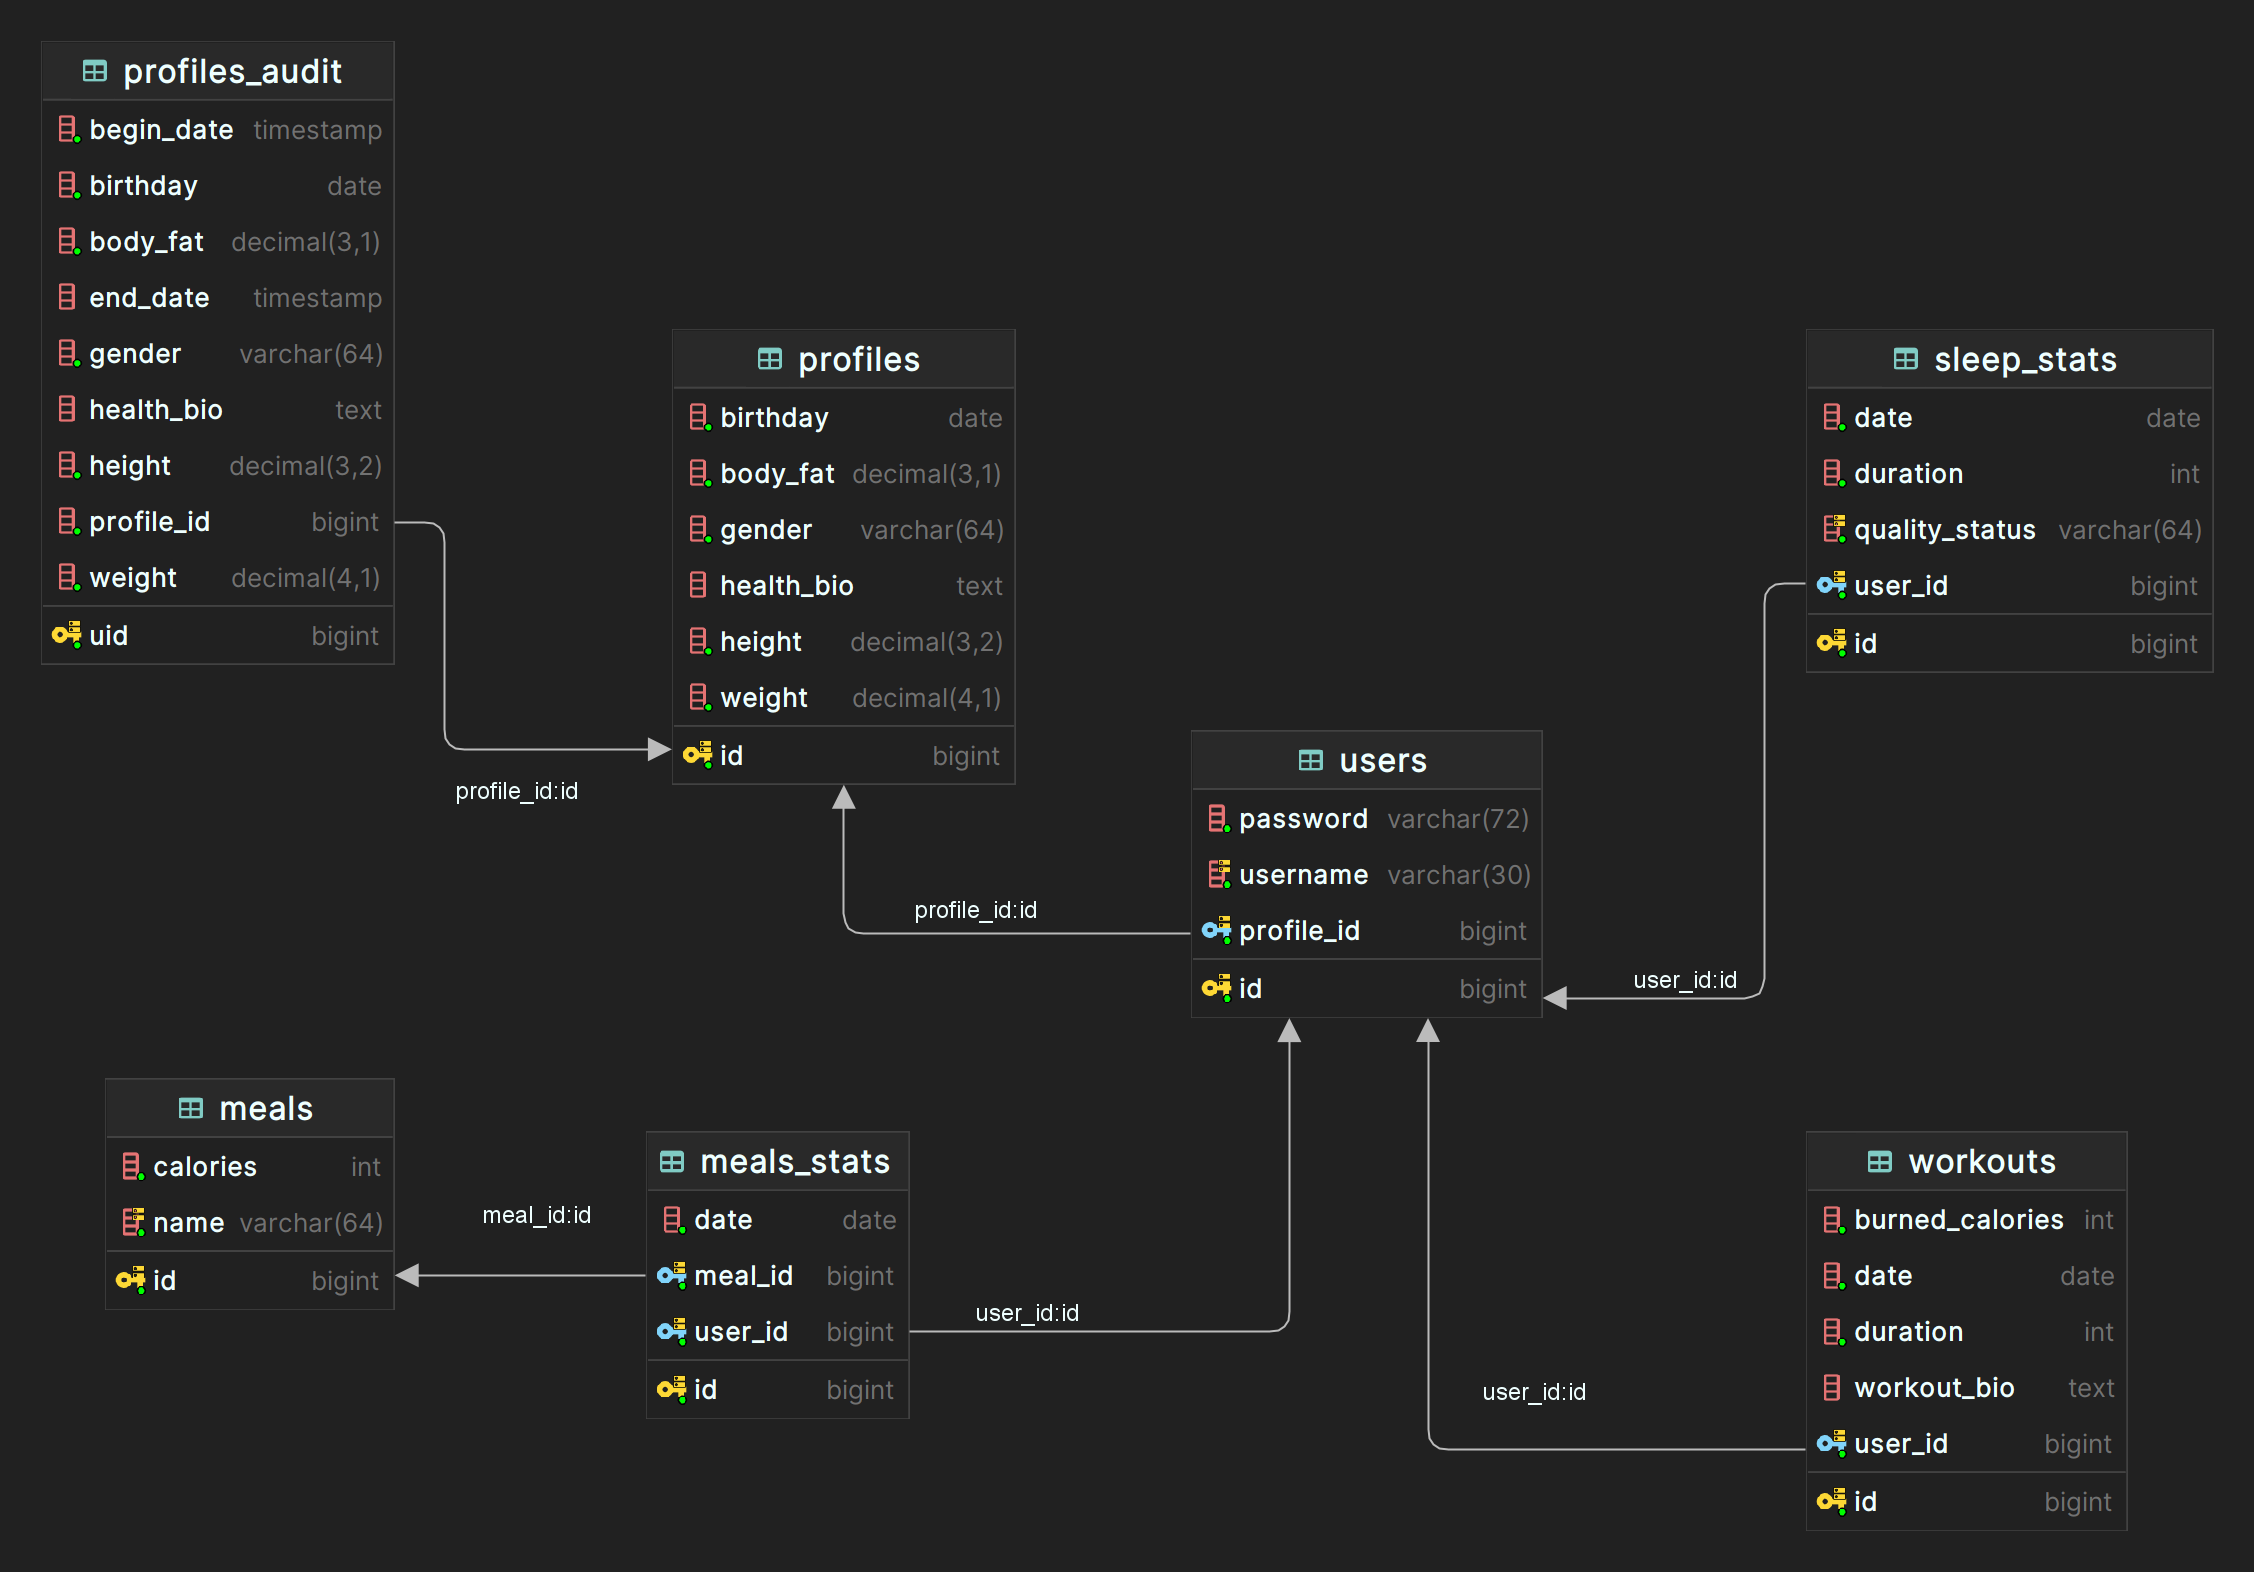 profiles_audit
begin_date timestamp
birthday date
body_fat decimal(3,1)
end_date timestamp
gender varchar(64)
health_bio text
height decimal(3,2)
profile_id bigint
weight decimal(4,1)
uid bigint
profile_id:id
profiles
birthday date
body_fat decimal(3,1)
gender varchar(64)
health_bio text
height decimal(3,2)
weight decimal(4,1)
id bigint
profile_id:id
sleep_stats
date date
duration int
quality_status varchar(64)
user_id bigint
id bigint
user_id:id
users
password varchar(72)
username varchar(30)
profile_id bigint
id bigint
meals
calories int
name varchar(64)
id bigint
meal_id:id
meals_stats
date date
meal_id bigint
user_id bigint
id bigint
user_id:id
user_id:id
workouts
burned_calories int
date date
duration int
workout_bio text
user_id bigint
id bigint